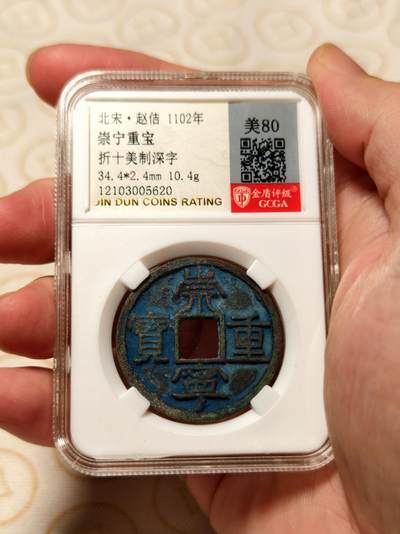 北宋·赵佶 1102年
崇宁重宝
折十美制深字
34.4*2.4mm 10.4g
12103005620
JIN DUN COINS RATING
美80
金盾评级
GCGA
崇
寶 重
寧